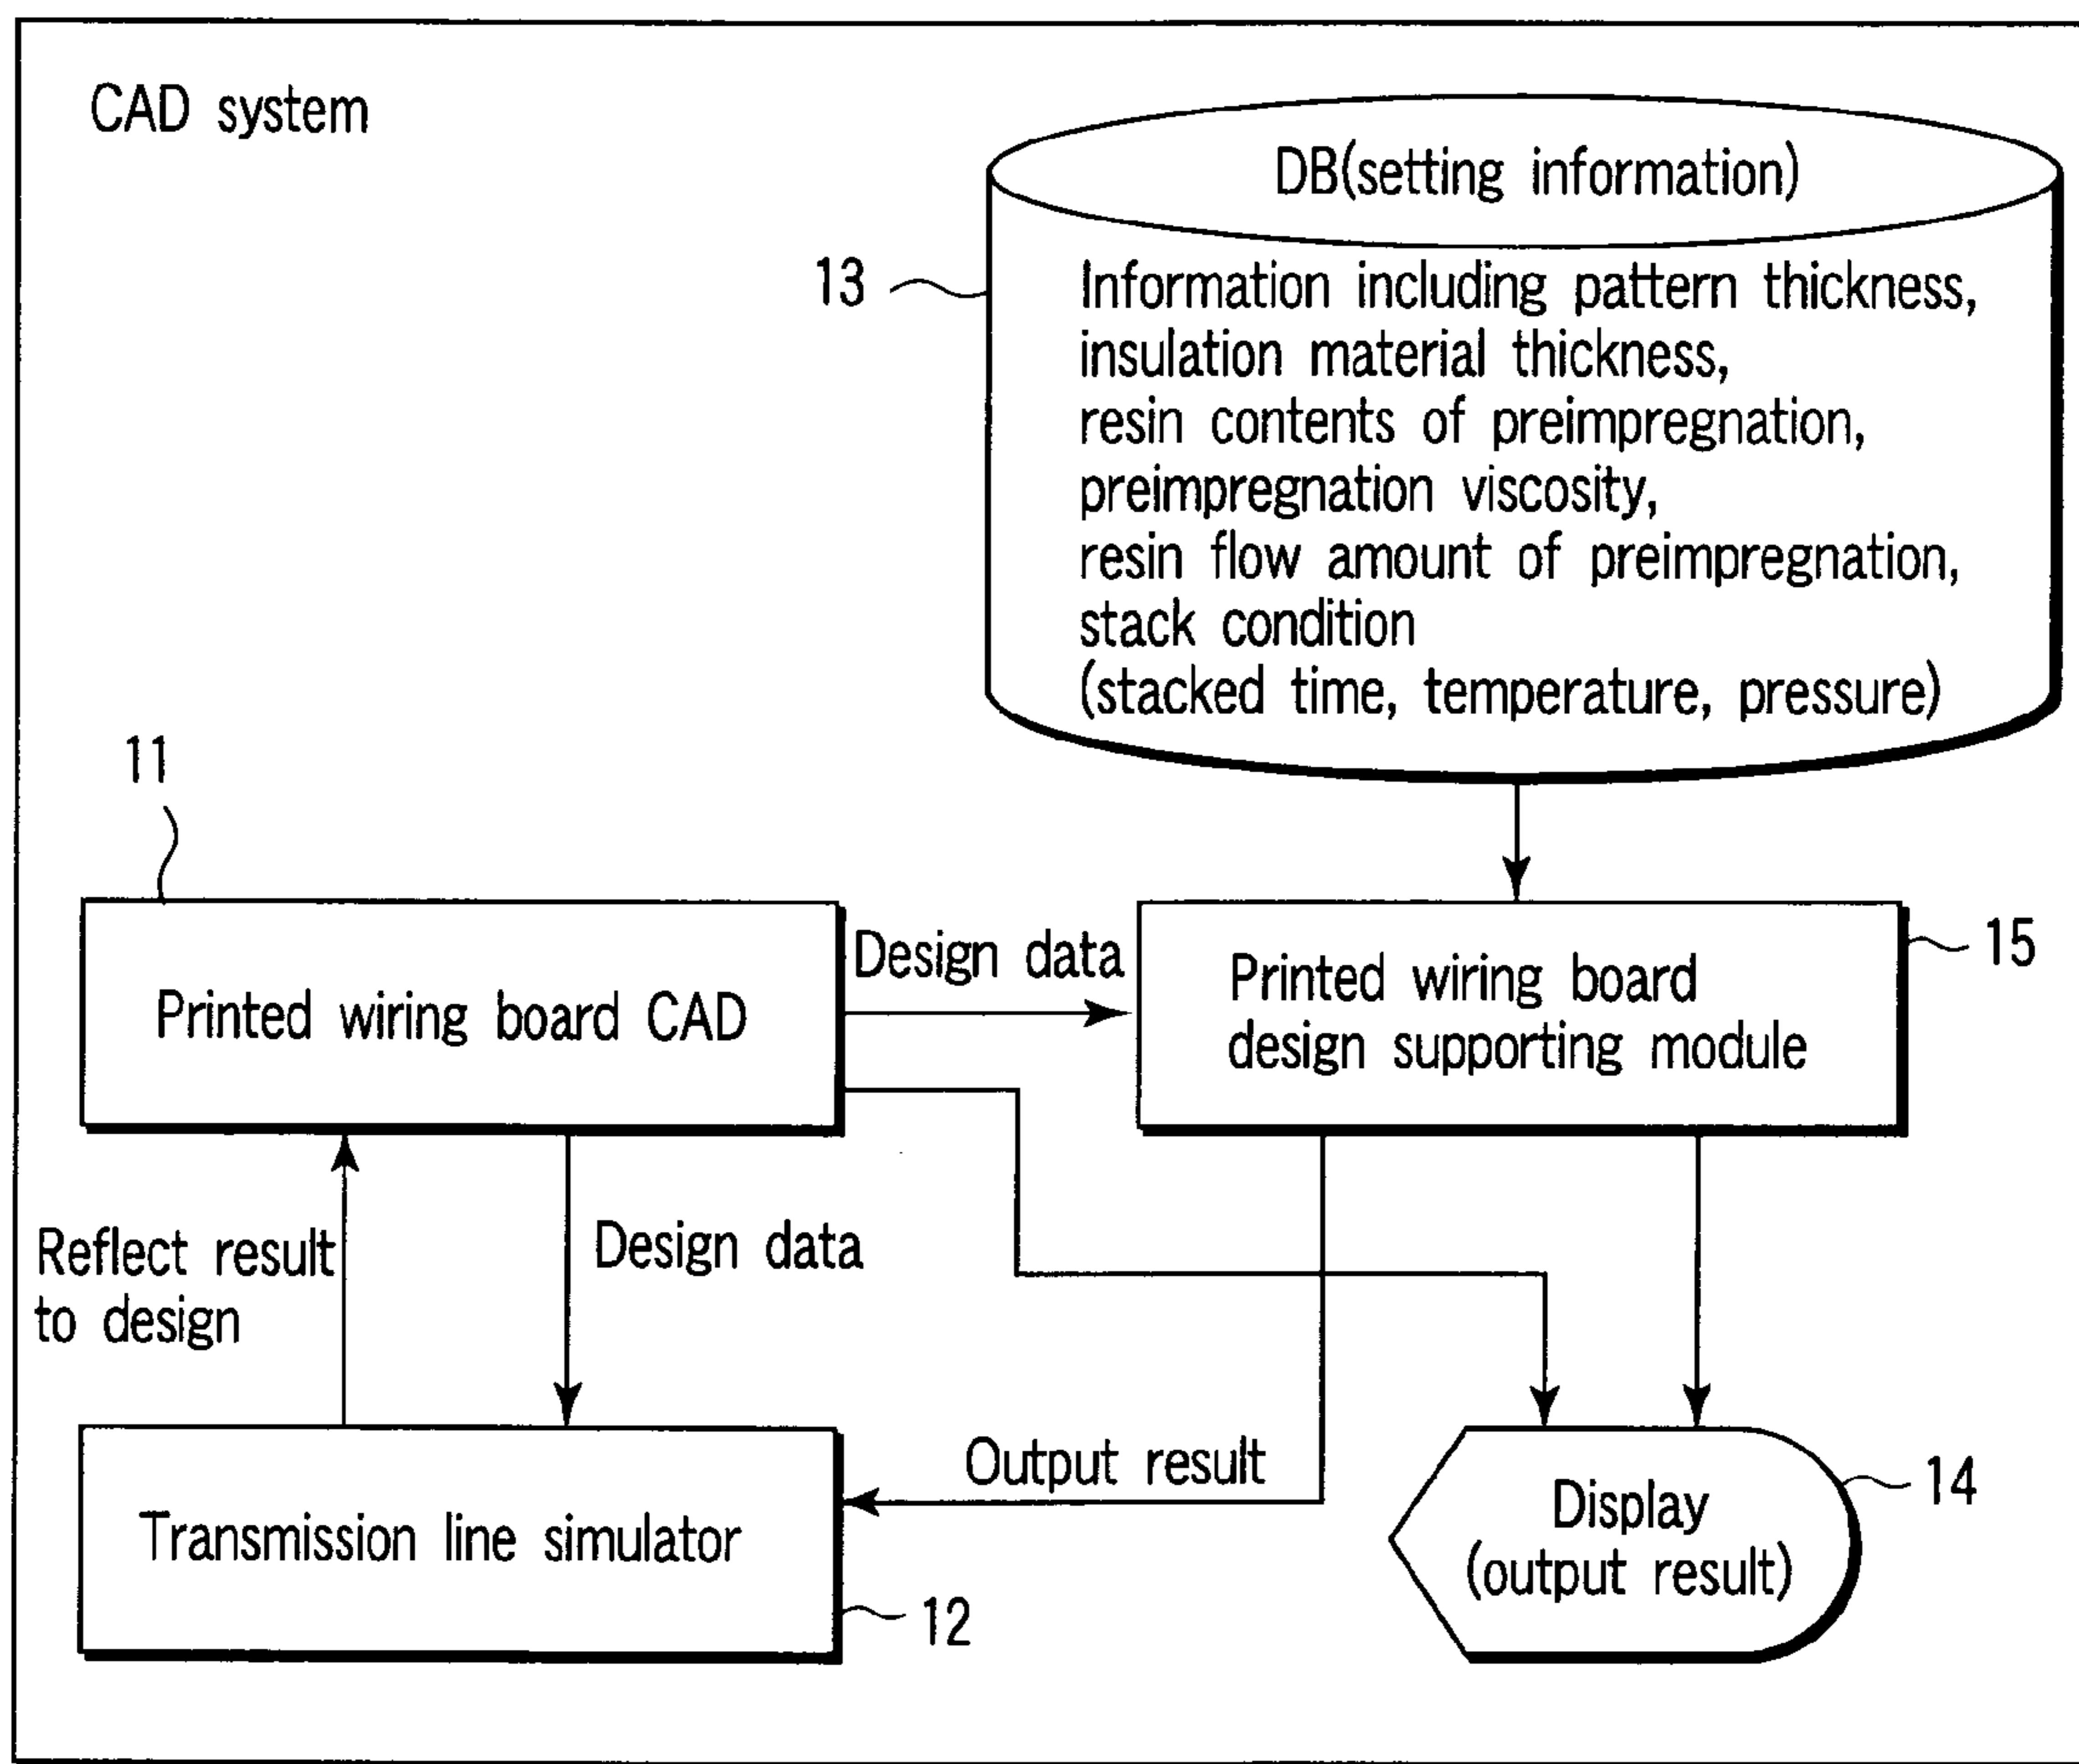 CAD system
DB(setting information)
13
Information including pattern thickness,
insulation material thickness,
resin contents of preimpregnation,
preimpregnation viscosity,
resin flow amount of preimpregnation,
stack condition
(stacked time, temperature, pressure)
11
Printed wiring board CAD
Design data
Printed wiring board
design supporting module
15
Reflect result
to design
Design data
Output result
Transmission line simulator
12
Display
(output result)
14